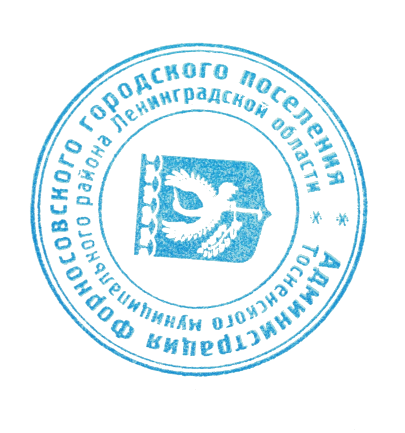 Администрация Форносовского городского поселения *
Тосненского муниципального района Ленинградской области *